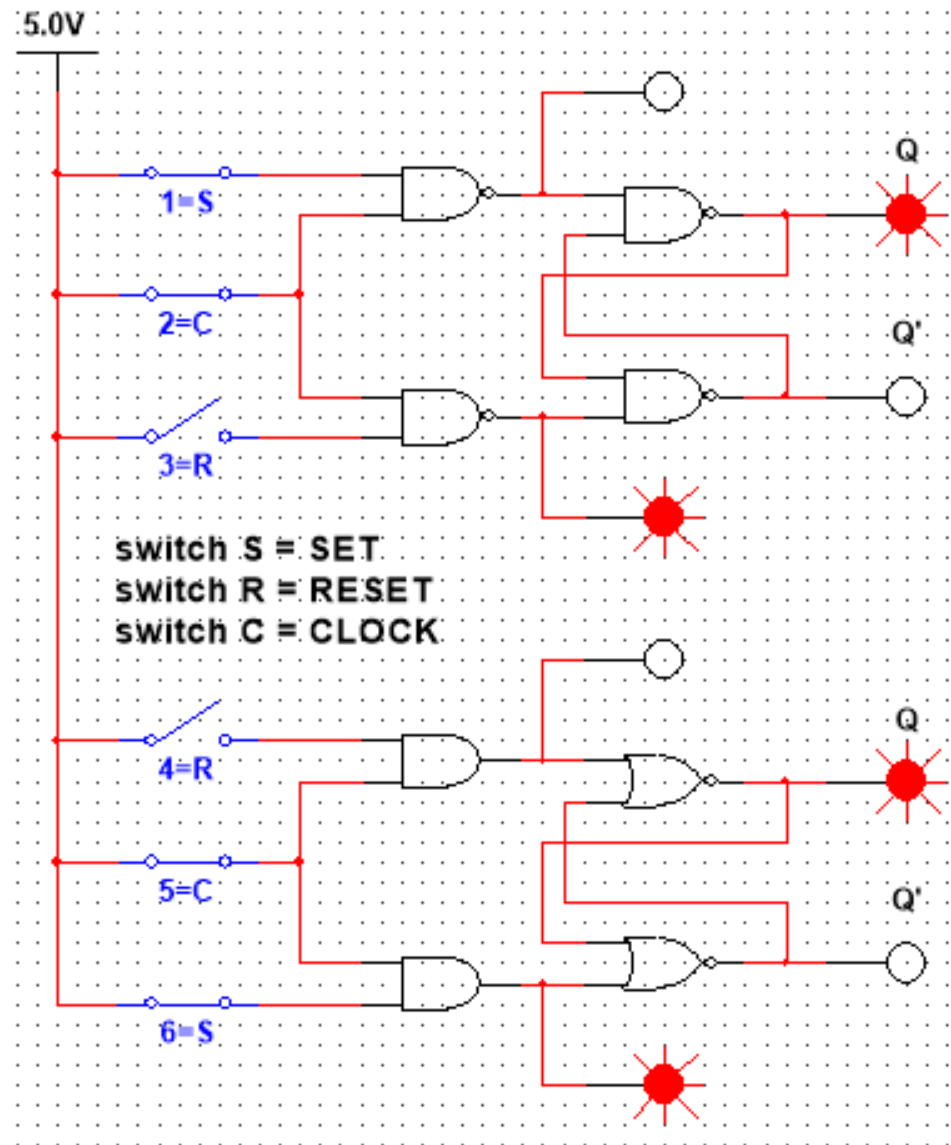 5.0V
Q
1=S
Q'
2=C
3=R
switch S = SET
switch R = RESET
switch C = CLOCK
Q
4=R
5=C
Q'
6=S